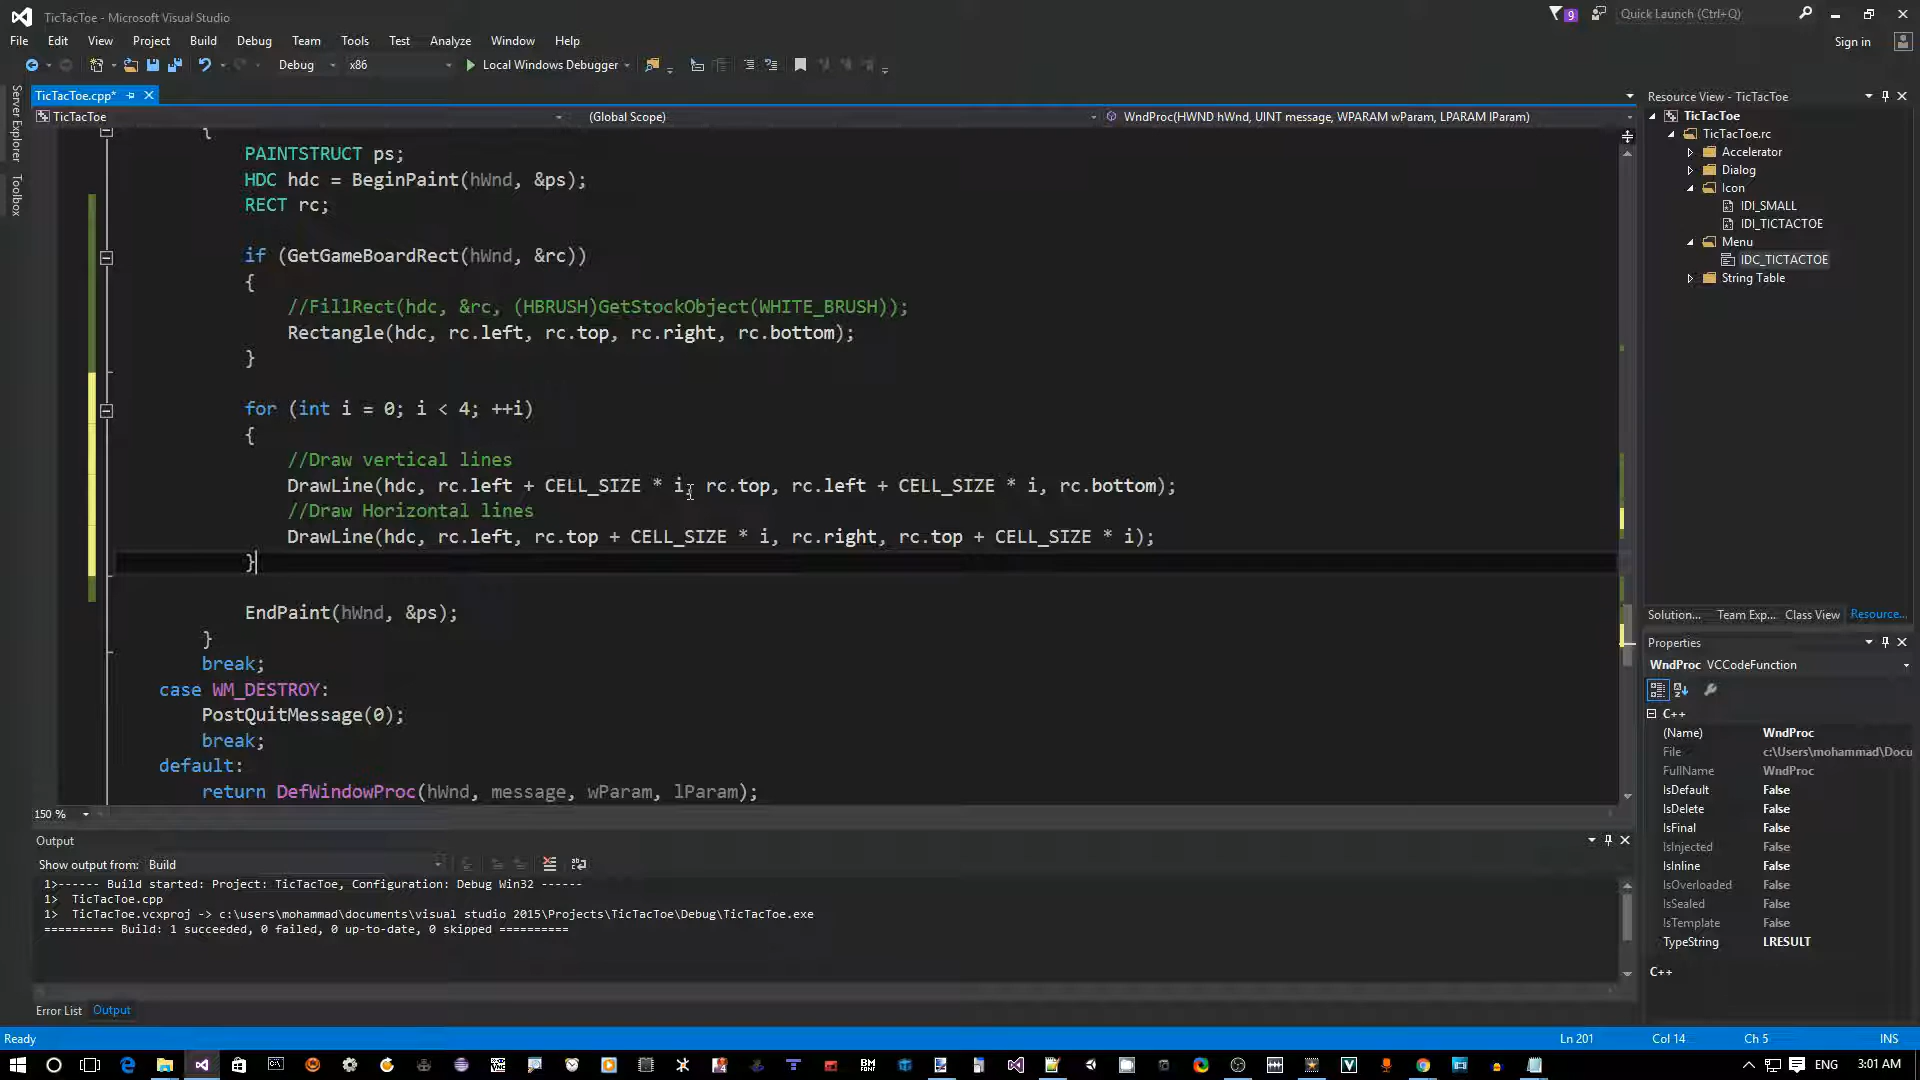 TicTacToe - Microsoft Visual Studio
9
Quick Launch (Ctrl+Q)
File Edit View Project Build Debug Team Tools Test Analyze Window Help
Sign in
Debug x86 Local Windows Debugger
Server Explorer
Toolbox
TicTacToe.cpp*
TicTacToe (Global Scope) WndProc(HWND hWnd, UINT message, WPARAM wParam, LPARAM lParam)
{
PAINTSTRUCT ps;
HDC hdc = BeginPaint(hWnd, &ps);
RECT rc;
if (GetGameBoardRect(hWnd, &rc))
{
//FillRect(hdc, &rc, (HBRUSH)GetStockObject(WHITE_BRUSH));
Rectangle(hdc, rc.left, rc.top, rc.right, rc.bottom);
}
for (int i = 0; i < 4; ++i)
{
//Draw vertical lines
DrawLine(hdc, rc.left + CELL_SIZE * i, rc.top, rc.left + CELL_SIZE * i, rc.bottom);
//Draw Horizontal lines
DrawLine(hdc, rc.left, rc.top + CELL_SIZE * i, rc.right, rc.top + CELL_SIZE * i);
}
EndPaint(hWnd, &ps);
}
break;
case WM_DESTROY:
PostQuitMessage(0);
break;
default:
return DefWindowProc(hWnd, message, wParam, lParam);
150 %
Output
Show output from: Build
1>------ Build started: Project: TicTacToe, Configuration: Debug Win32 ------
1> TicTacToe.cpp
1> TicTacToe.vcxproj -> c:\users\mohammad\documents\visual studio 2015\Projects\TicTacToe\Debug\TicTacToe.exe
========== Build: 1 succeeded, 0 failed, 0 up-to-date, 0 skipped ==========
Error List Output
Resource View - TicTacToe
TicTacToe
TicTacToe.rc
Accelerator
Dialog
Icon
IDI_SMALL
IDI_TICTACTOE
Menu
IDC_TICTACTOE
String Table
Solution... Team Exp... Class View Resource...
Properties
WndProc VCCodeFunction
C++
(Name) WndProc
File c:\Users\mohammad\Docu
FullName WndProc
IsDefault False
IsDelete False
IsFinal False
IsInjected False
IsInline False
IsOverloaded False
IsSealed False
IsTemplate False
TypeString LRESULT
C++
Ready Ln 201 Col 14 Ch 5 INS
ENG 3:01 AM